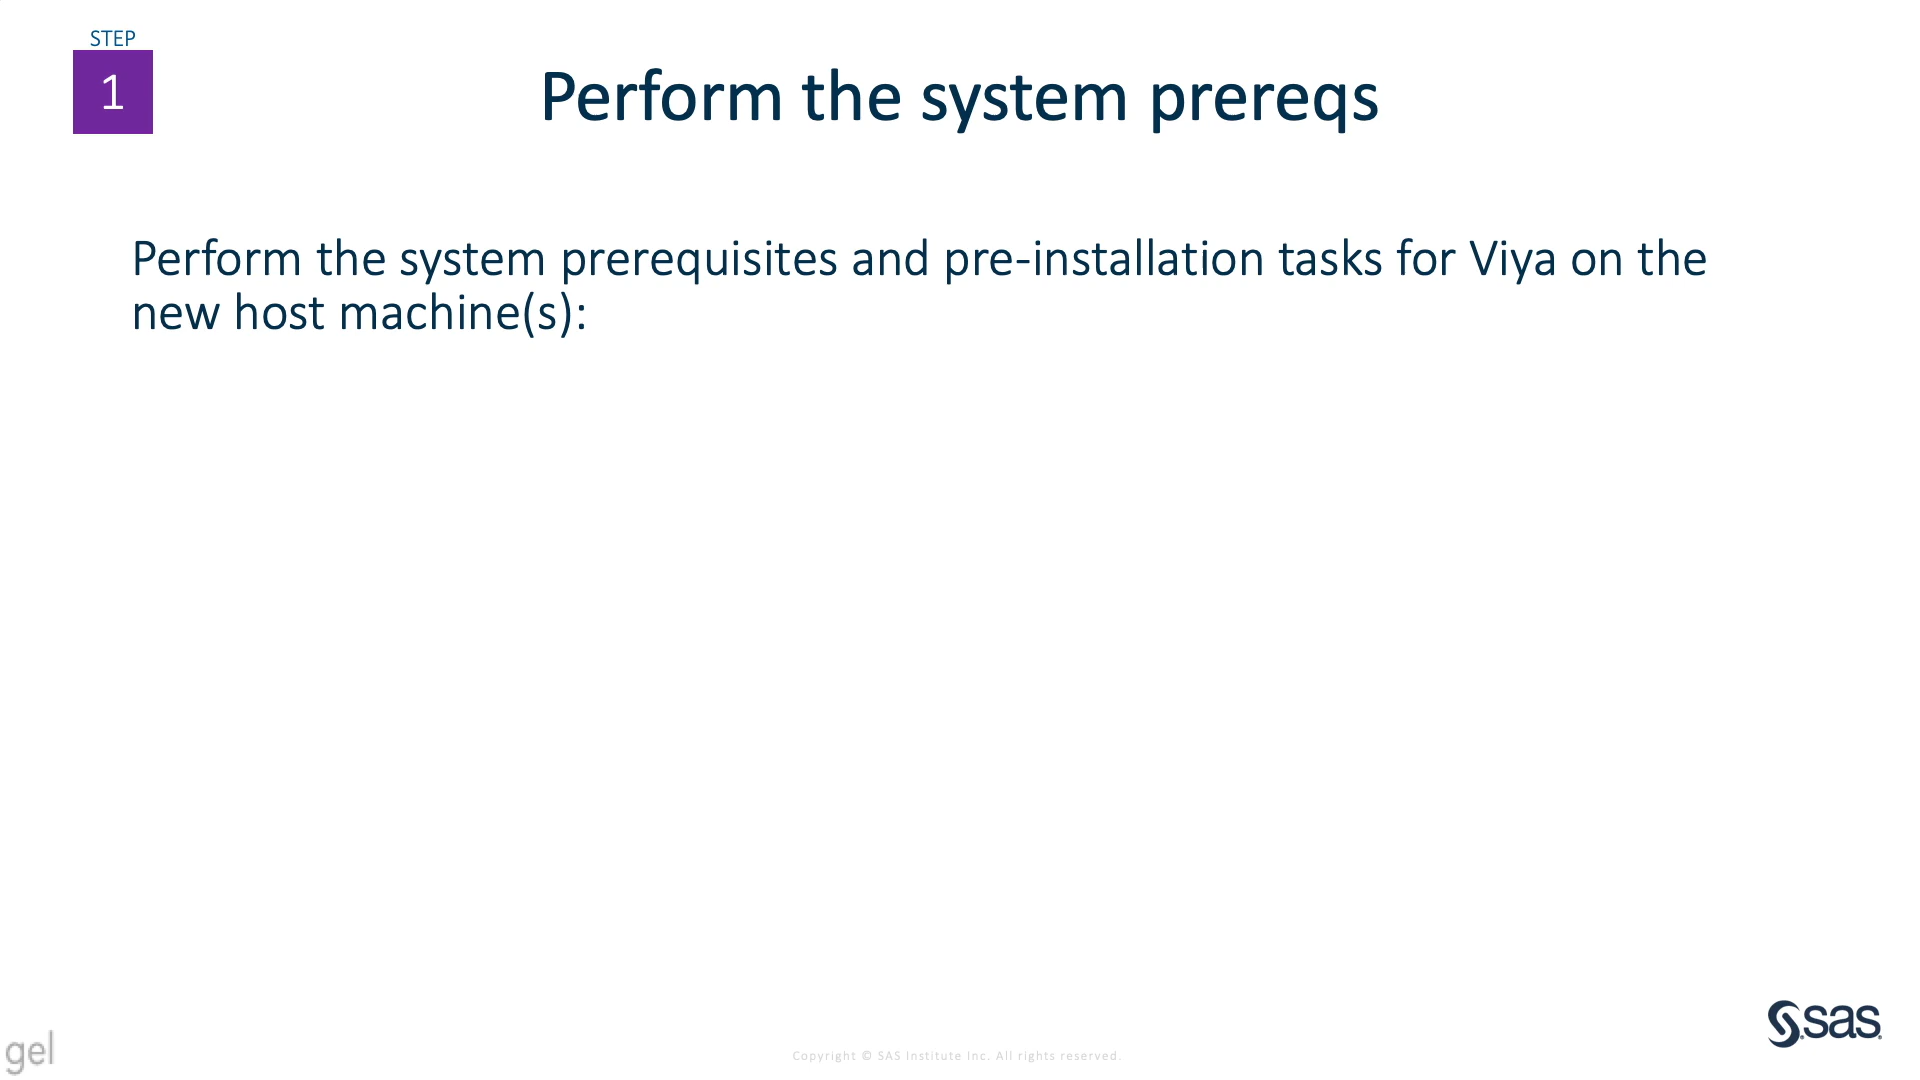 STEP
1
Perform the system prereqs
Perform the system prerequisites and pre-installation tasks for Viya on the
new host machine(s):
sas
gel
Copyright © SAS Institute Inc. All rights reserved.